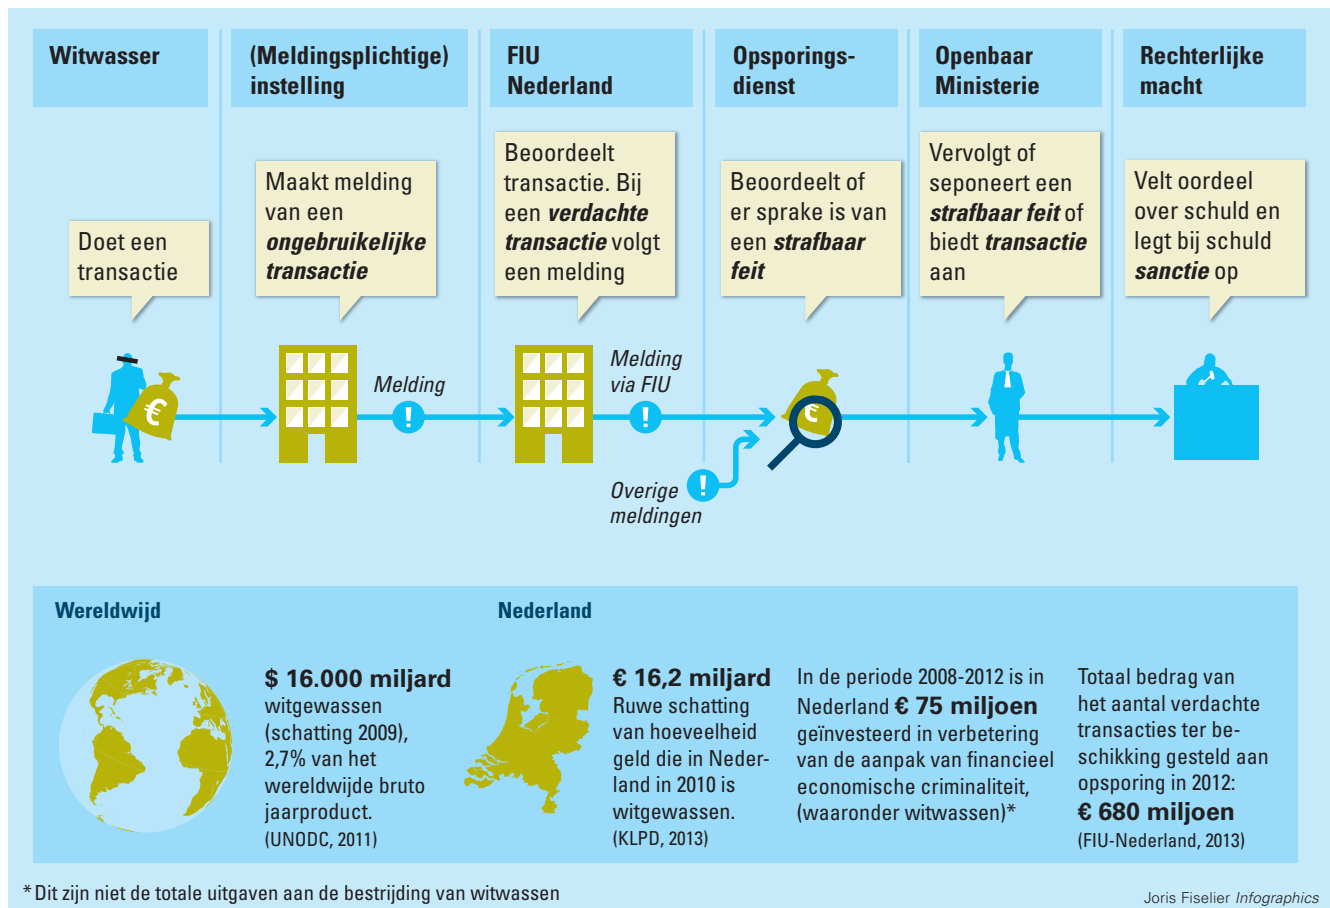 Witwasser
(Meldingsplichtige)
instelling
FIU
Nederland
Opsporings-
dienst
Openbaar
Ministerie
Rechterlijke
macht
Doet een
transactie
Maakt melding
van een
ongebruikelijke
transactie
Beoordeelt
transactie. Bij
een verdachte
transactie volgt
een melding
Beoordeelt of
er sprake is van
een strafbaar
feit
Vervolgt of
seponeert een
strafbaar feit of
biedt transactie
aan
Velt oordeel
over schuld en
legt bij schuld
sanctie op
€
Melding
!
Melding
via FIU
!
€
Overige
meldingen
!
Wereldwijd
$ 16.000 miljard
witgewassen
(schatting 2009),
2,7% van het
wereldwijde bruto
jaarproduct.
(UNODC, 2011)
Nederland
€ 16,2 miljard
Ruwe schatting
van hoeveelheid
geld die in Neder-
land in 2010 is
witgewassen.
(KLPD, 2013)
In de periode 2008-2012 is in
Nederland € 75 miljoen
geïnvesteerd in verbetering
van de aanpak van financieel
economische criminaliteit,
(waaronder witwassen)*
Totaal bedrag van
het aantal verdachte
transacties ter be-
schikking gesteld aan
opsporing in 2012:
€ 680 miljoen
(FIU-Nederland, 2013)
* Dit zijn niet de totale uitgaven aan de bestrijding van witwassen
Joris Fiselier Infographics